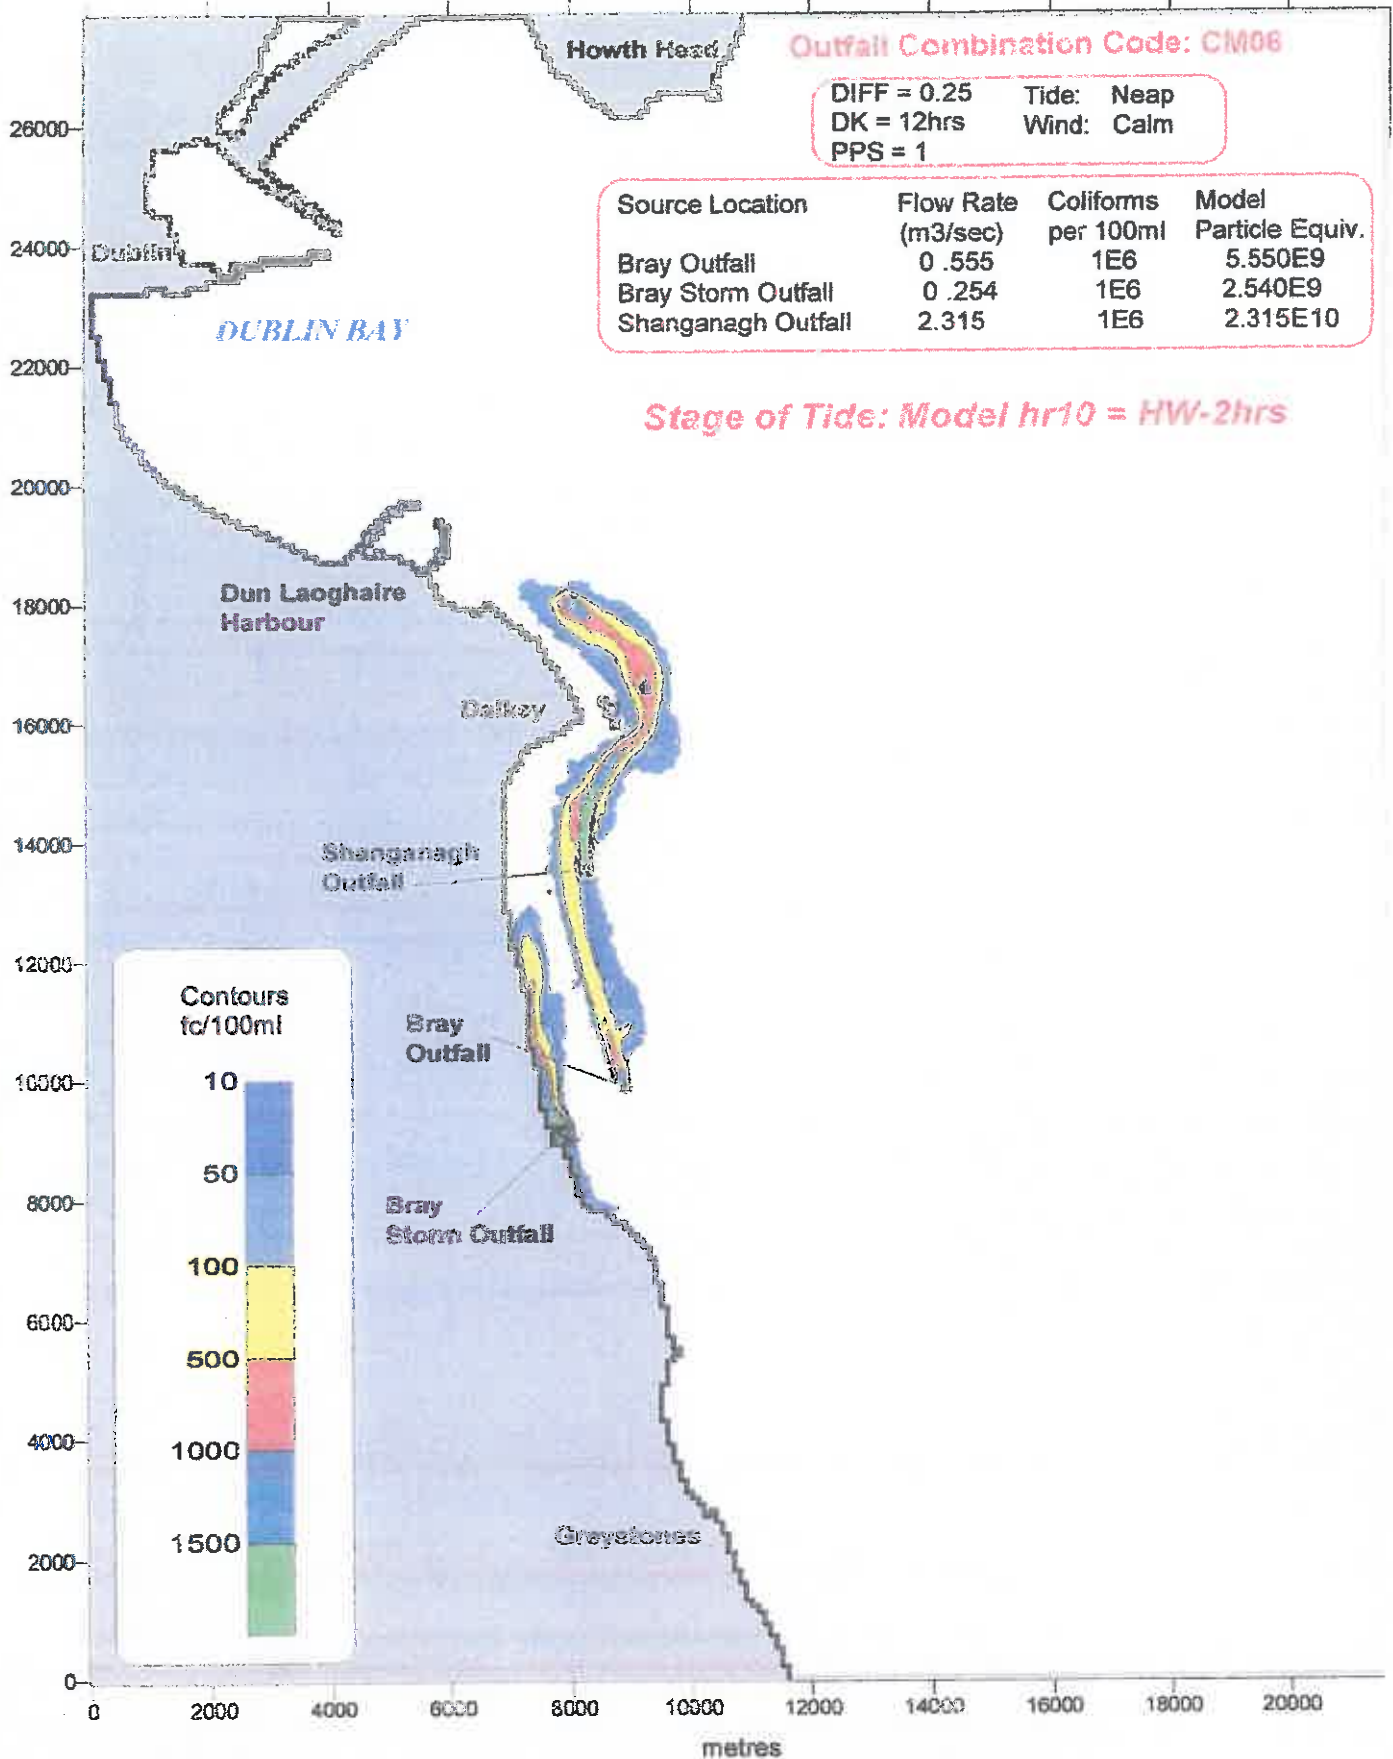 Howth Head
Outfall Combination Code: CM06
DIFF = 0.25 Tide: Neap
DK = 12hrs Wind: Calm
PPS = 1
Source Location Flow Rate Coliforms Model
(m3/sec) per 100ml Particle Equiv.
Bray Outfall 0 .555 1E6 5.550E9
Bray Storm Outfall 0 .254 1E6 2.540E9
Shanganagh Outfall 2.315 1E6 2.315E10
Stage of Tide: Model hr10 = HW-2hrs
Dublin
DUBLIN BAY
Dun Laoghaire
Harbour
Dalkey
Shanganagh
Outfall
Bray
Outfall
Bray
Storm Outfall
Greystones
Contours
fc/100ml
10
50
100
500
1000
1500
26000
24000
22000
20000
18000
16000
14000
12000
10000
8000
6000
4000
2000
0
0 2000 4000 6000 8000 10000 12000 14000 16000 18000 20000
metres